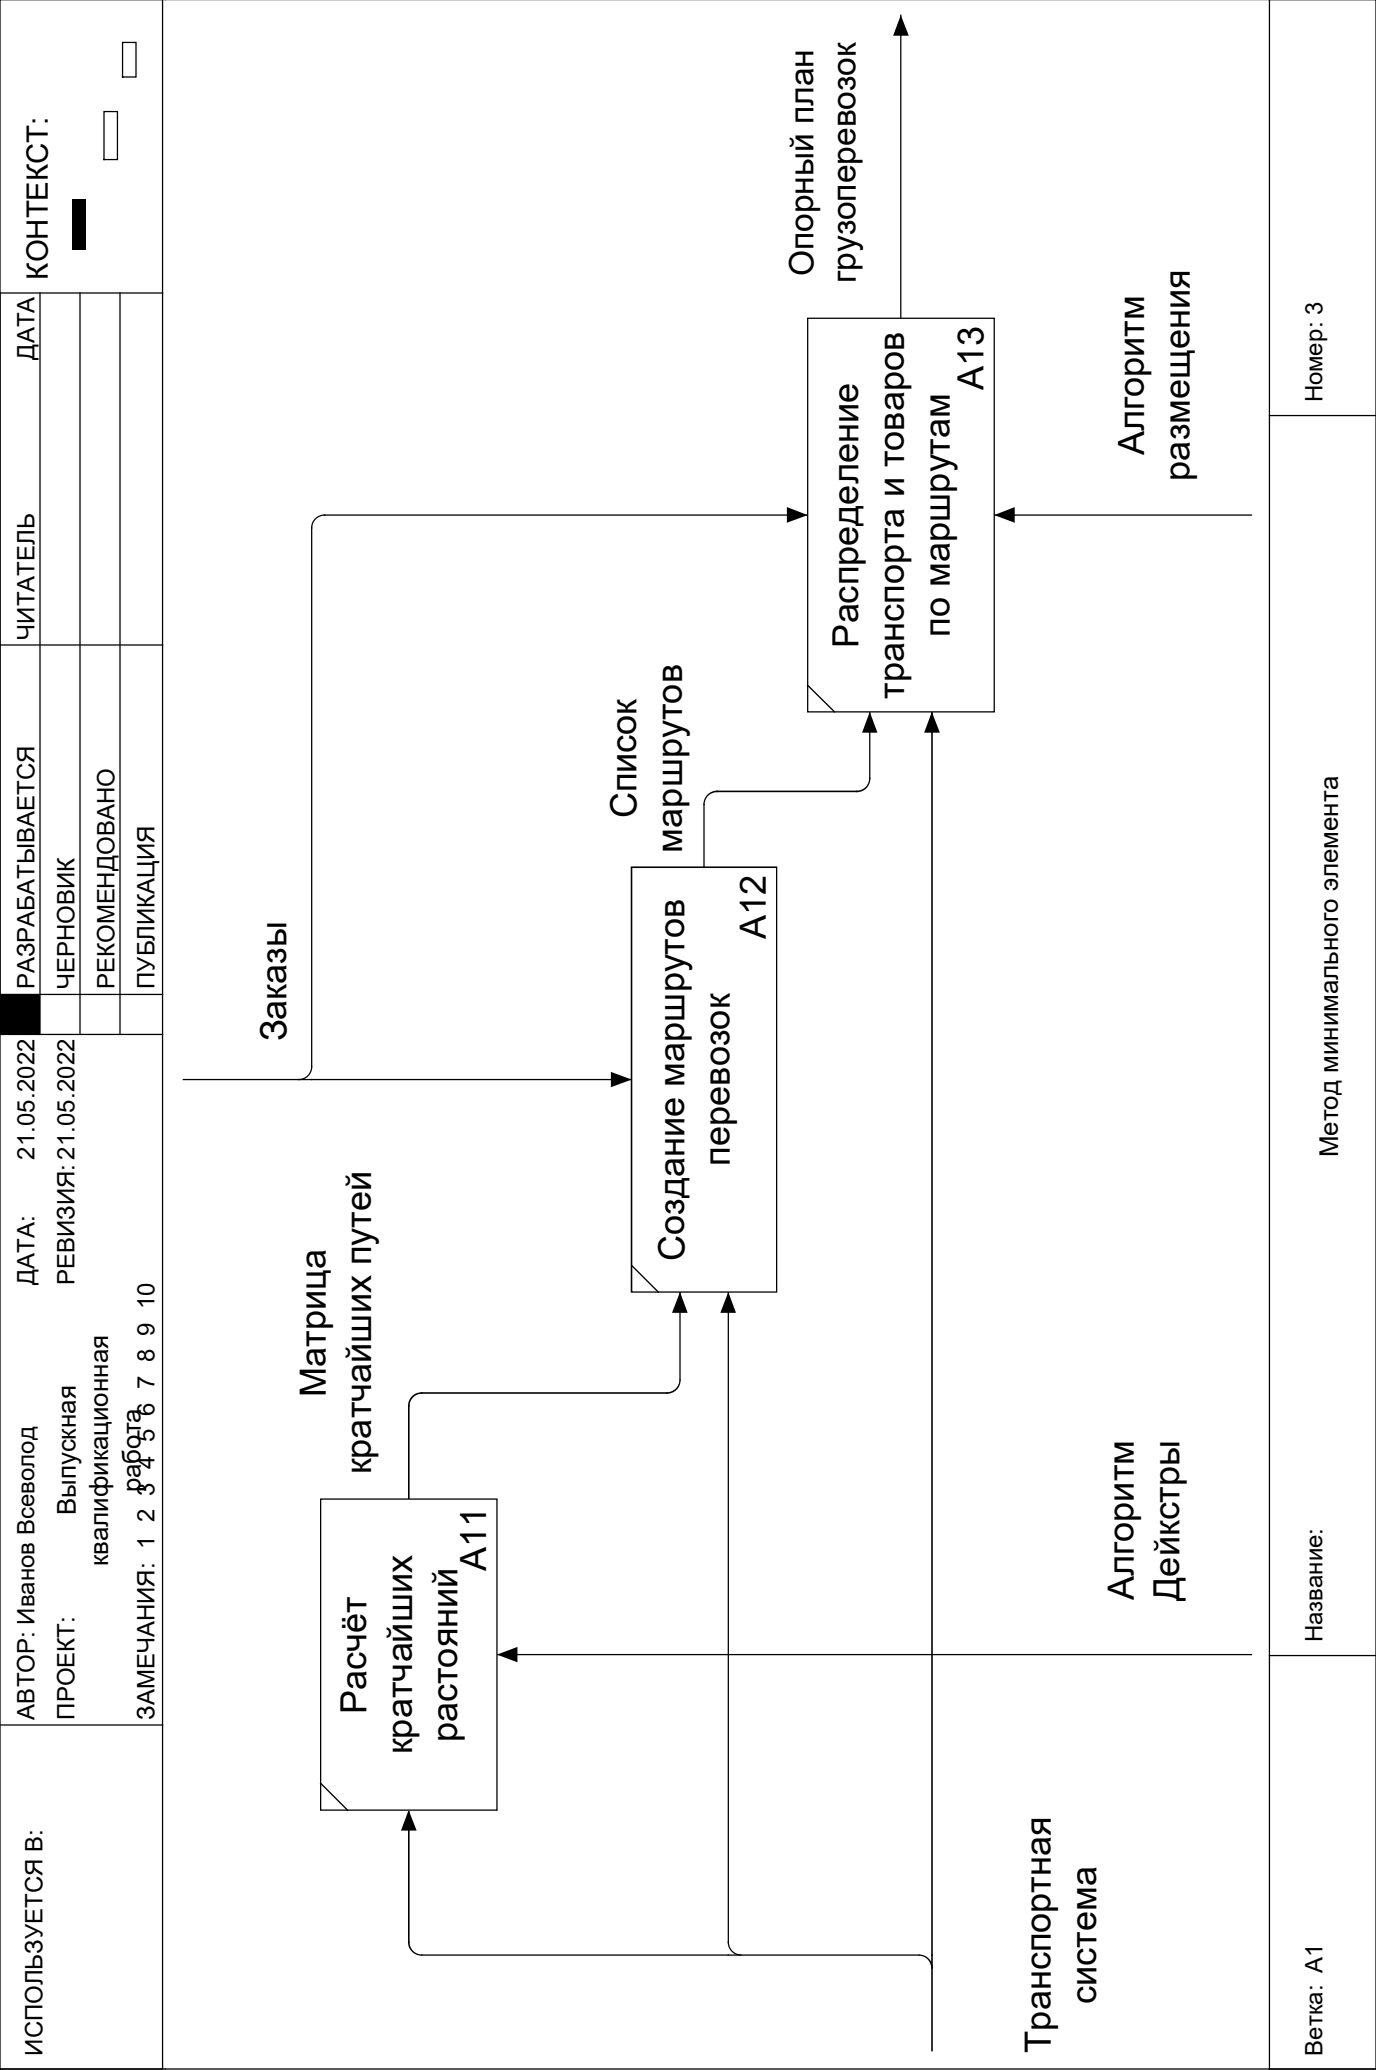 ИСПОЛЬЗУЕТСЯ В:
АВТОР: Иванов Всеволод
ДАТА: 21.05.2022
ПРОЕКТ: Выпускная
квалификационная
работа
РЕВИЗИЯ: 21.05.2022
ЗАМЕЧАНИЯ: 1 2 3 4 5 6 7 8 9 10
РАЗРАБАТЫВАЕТСЯ
ЧЕРНОВИК
РЕКОМЕНДОВАНО
ПУБЛИКАЦИЯ
ЧИТАТЕЛЬ
ДАТА
КОНТЕКСТ:
Заказы
Расчёт
кратчайших
растояний
A11
Матрица
кратчайших путей
Создание маршрутов
перевозок
A12
Список
маршрутов
Распределение
транспорта и товаров
по маршрутам
A13
Опорный план
грузоперевозок
Транспортная
система
Алгоритм
Дейкстры
Алгоритм
размещения
Ветка: A1
Название:
Метод минимального элемента
Номер: 3